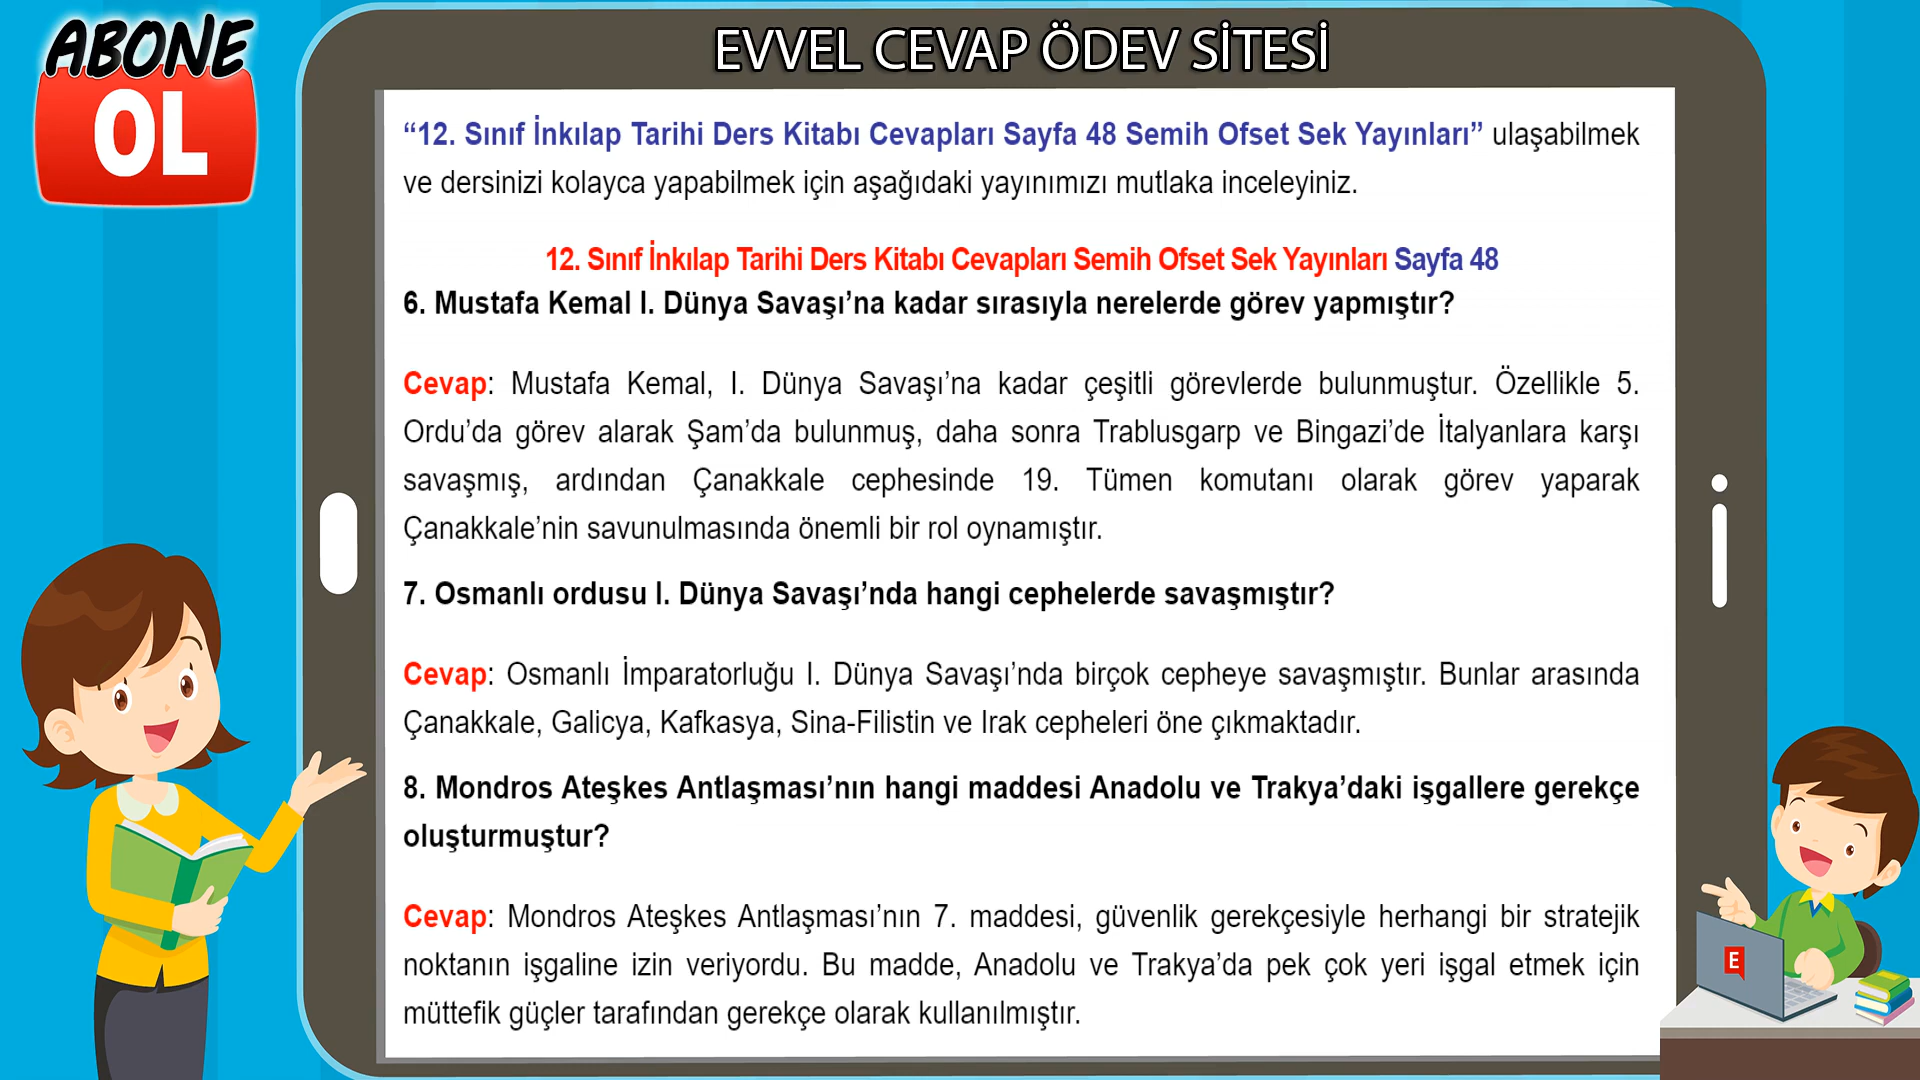 ABONE
OL
EVVEL CEVAP ÖDEV SİTESİ
“12. Sınıf İnkılap Tarihi Ders Kitabı Cevapları Sayfa 48 Semih Ofset Sek Yayınları” ulaşabilmek
ve dersinizi kolayca yapabilmek için aşağıdaki yayınımızı mutlaka inceleyiniz.
12. Sınıf İnkılap Tarihi Ders Kitabı Cevapları Semih Ofset Sek Yayınları Sayfa 48
6. Mustafa Kemal I. Dünya Savaşı’na kadar sırasıyla nerelerde görev yapmıştır?
Cevap: Mustafa Kemal, I. Dünya Savaşı’na kadar çeşitli görevlerde bulunmuştur. Özellikle 5.
Ordu’da görev alarak Şam’da bulunmuş, daha sonra Trablusgarp ve Bingazi’de İtalyanlara karşı
savaşmış, ardından Çanakkale cephesinde 19. Tümen komutanı olarak görev yaparak
Çanakkale’nin savunulmasında önemli bir rol oynamıştır.
7. Osmanlı ordusu I. Dünya Savaşı’nda hangi cephelerde savaşmıştır?
Cevap: Osmanlı İmparatorluğu I. Dünya Savaşı’nda birçok cepheye savaşmıştır. Bunlar arasında
Çanakkale, Galicya, Kafkasya, Sina-Filistin ve Irak cepheleri öne çıkmaktadır.
8. Mondros Ateşkes Antlaşması’nın hangi maddesi Anadolu ve Trakya’daki işgallere gerekçe
oluşturmuştur?
Cevap: Mondros Ateşkes Antlaşması’nın 7. maddesi, güvenlik gerekçesiyle herhangi bir stratejik
noktanın işgaline izin veriyordu. Bu madde, Anadolu ve Trakya’da pek çok yeri işgal etmek için
müttefik güçler tarafından gerekçe olarak kullanılmıştır.
E